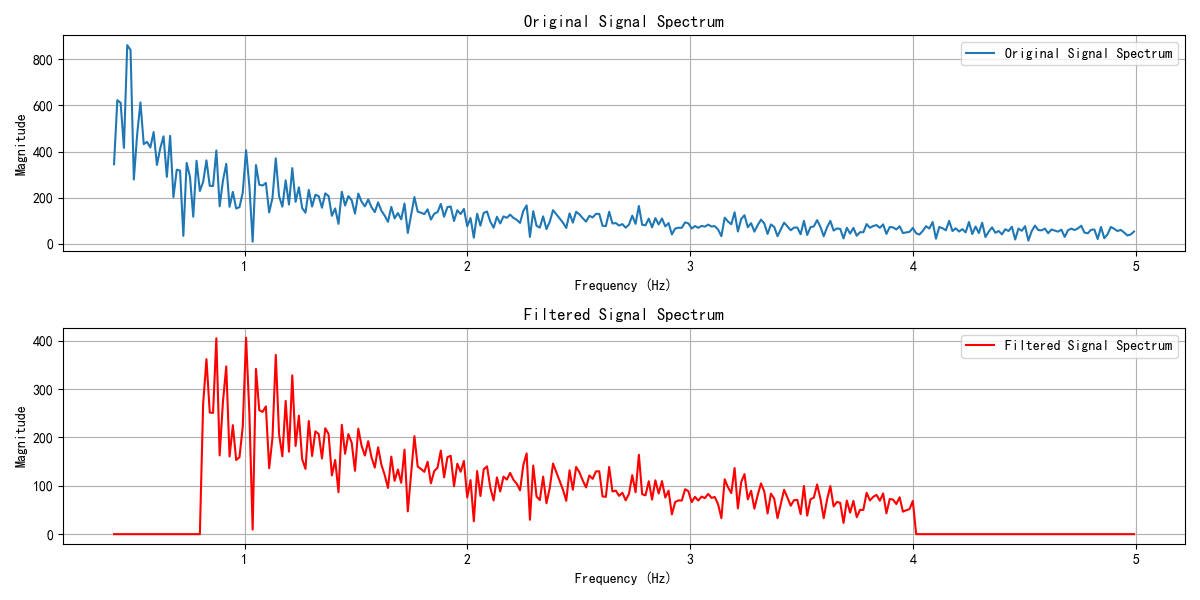 Original Signal Spectrum
Original Signal Spectrum
800
600
400
200
0
Magnitude
1 2 3 4 5
Frequency (Hz)
Filtered Signal Spectrum
Filtered Signal Spectrum
400
300
200
100
0
Magnitude
1 2 3 4 5
Frequency (Hz)